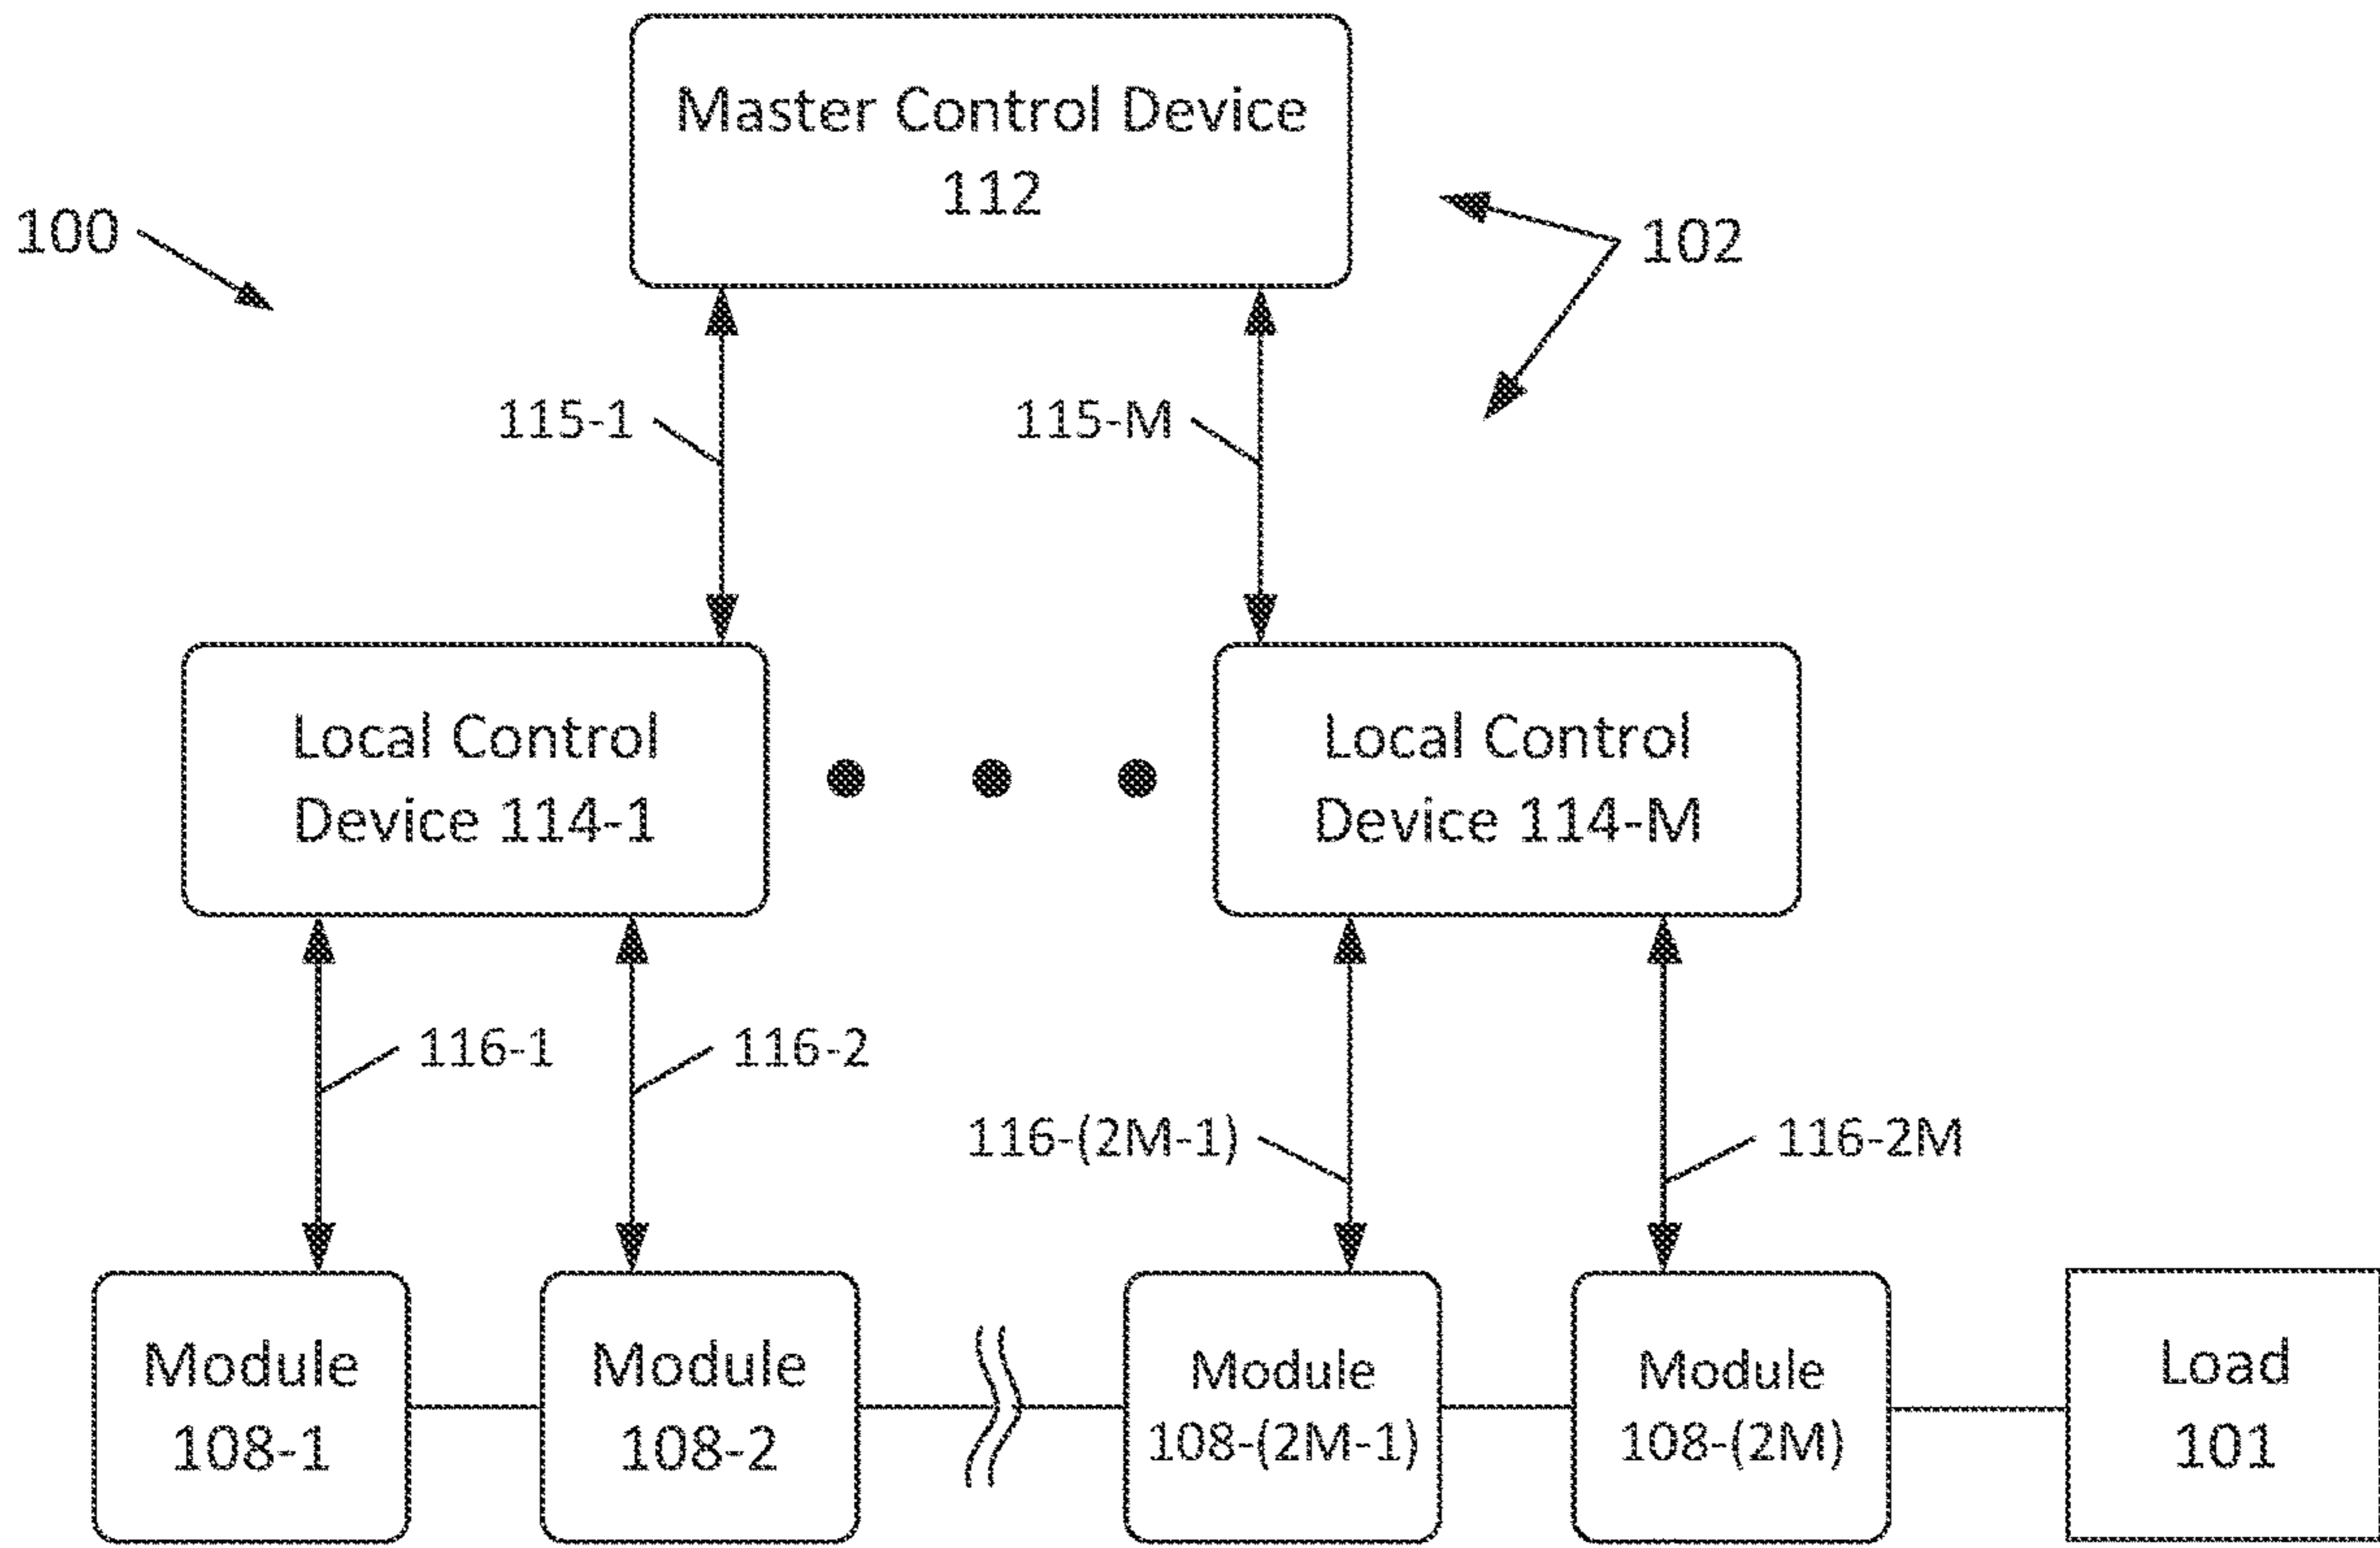 Master Control Device
112
100
102
115-1
115-M
Local Control
Device 114-1
Local Control
Device 114-M
116-1
116-2
116-(2M-1)
116-2M
Module
108-1
Module
108-2
Module
108-(2M-1)
Module
108-(2M)
Load
101